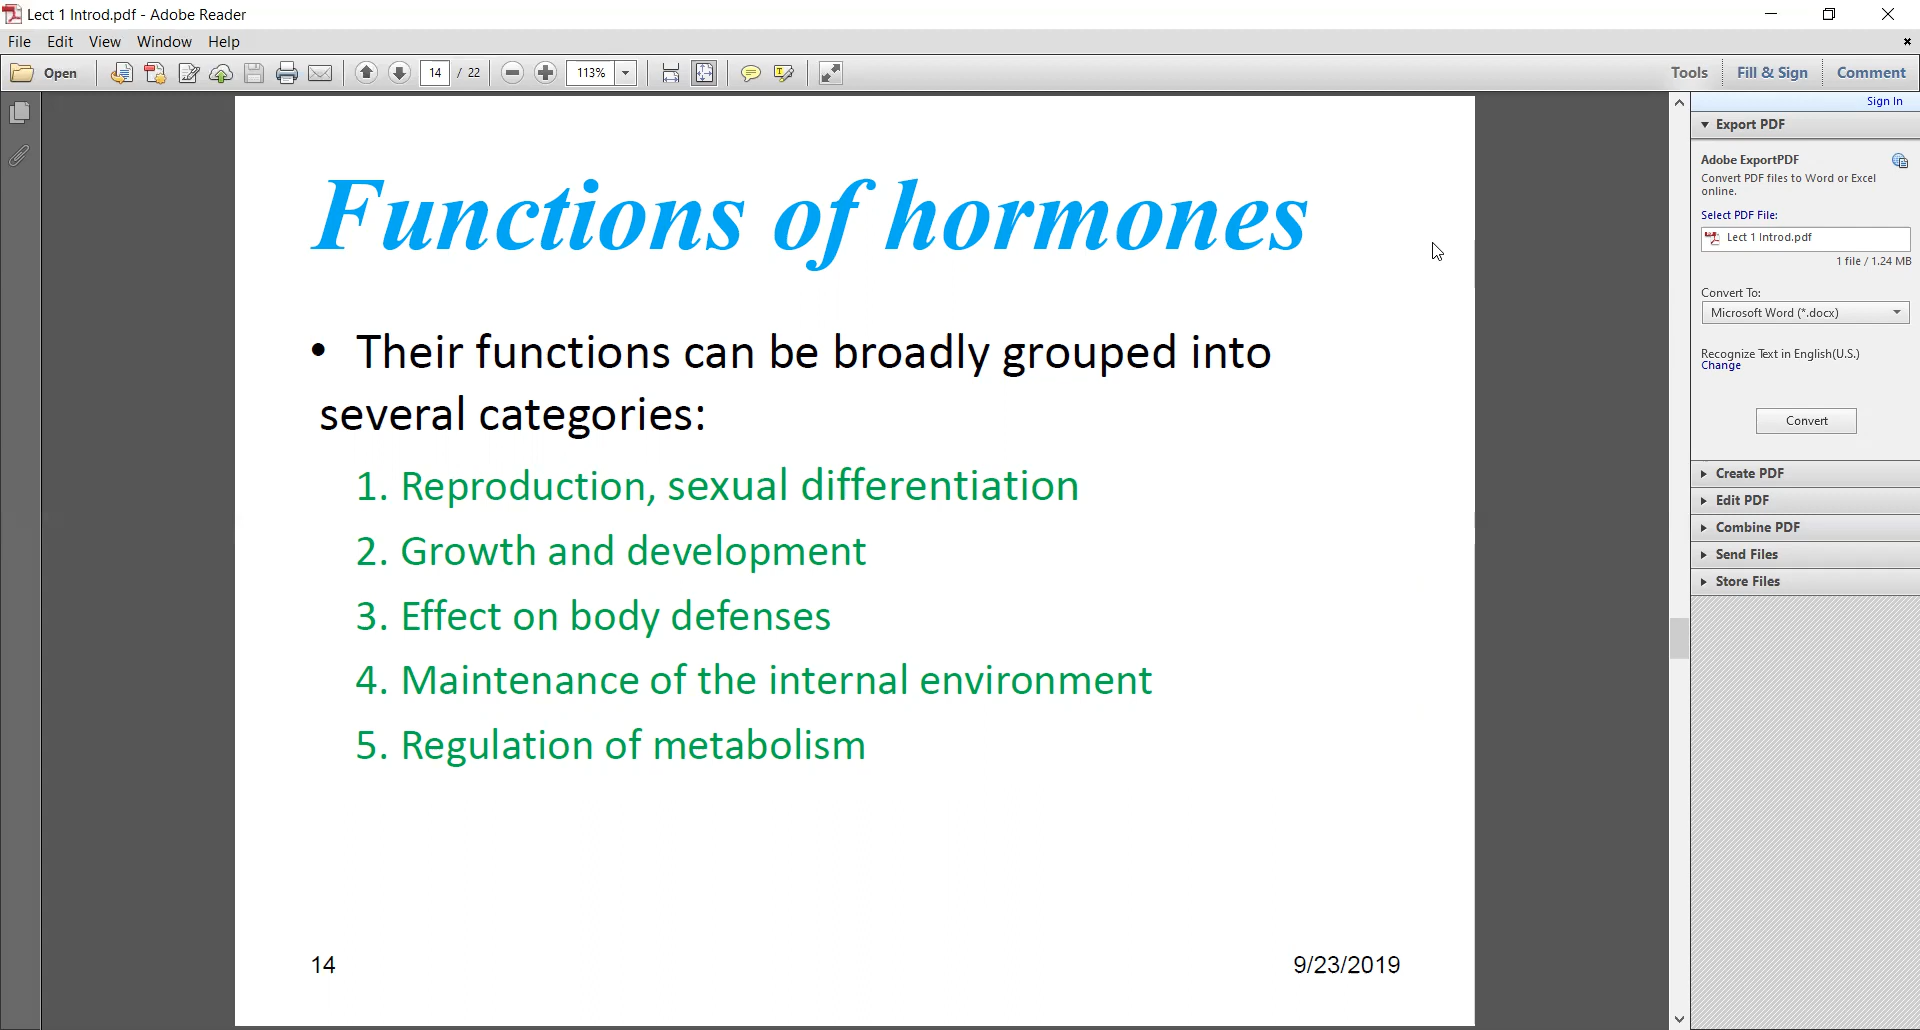 Lect 1 Introd.pdf - Adobe Reader
File Edit View Window Help
Open 14 / 22 113% Tools Fill & Sign Comment
Sign In
Export PDF
Adobe ExportPDF
Convert PDF files to Word or Excel
online.
Select PDF File:
Lect 1 Introd.pdf
1 file / 1.24 MB
Convert To:
Microsoft Word (*.docx)
Recognize Text in English(U.S.)
Change
Convert
Create PDF
Edit PDF
Combine PDF
Send Files
Store Files
Functions of hormones
• Their functions can be broadly grouped into
several categories:
1. Reproduction, sexual differentiation
2. Growth and development
3. Effect on body defenses
4. Maintenance of the internal environment
5. Regulation of metabolism
14 9/23/2019